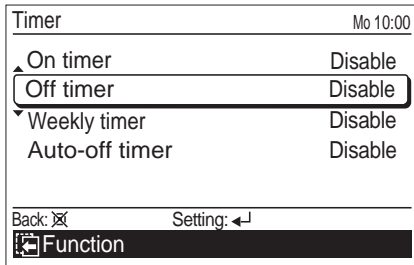 Timer Mo 10:00
On timer Disable
Off timer Disable
Weekly timer Disable
Auto-off timer Disable
Back: Setting:
Function